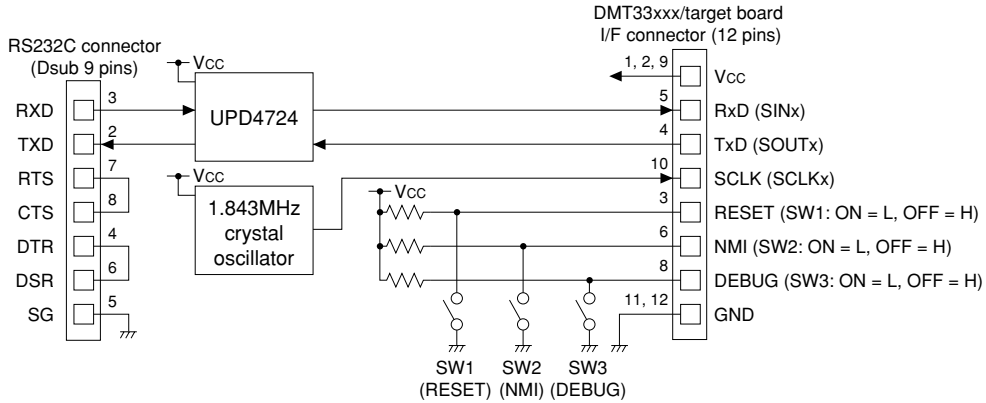 DMT33xxx/target board
I/F connector (12 pins)
RS232C connector
(Dsub 9 pins)
VCC
1, 2, 9
VCC
RXD
3
UPD4724
5
RxD (SINx)
TXD
2
4
TxD (SOUTx)
RTS
7
VCC
10
SCLK (SCLKx)
CTS
8
1.843MHz
crystal
oscillator
VCC
3
RESET (SW1: ON = L, OFF = H)
DTR
4
6
NMI (SW2: ON = L, OFF = H)
DSR
6
8
DEBUG (SW3: ON = L, OFF = H)
SG
5
11, 12
GND
SW1
(RESET)
SW2
(NMI)
SW3
(DEBUG)